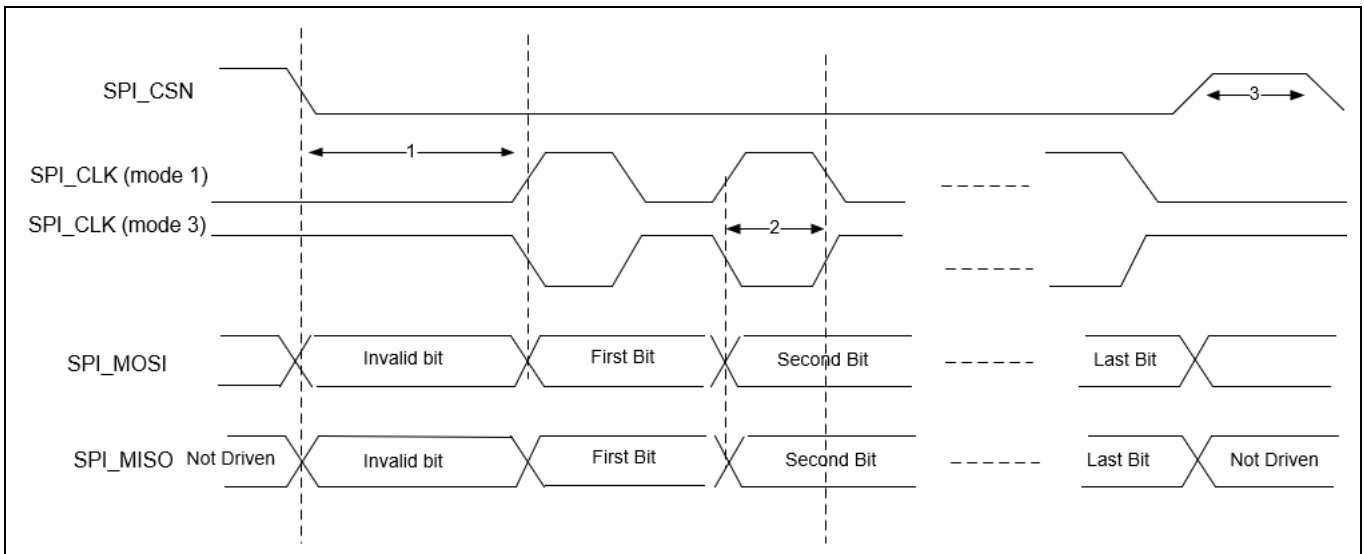 SPI_CSN
3
1
SPI_CLK (mode 1)
SPI_CLK (mode 3)
2
SPI_MOSI Invalid bit First Bit Second Bit Last Bit
SPI_MISO Not Driven Invalid bit First Bit Second Bit Last Bit Not Driven